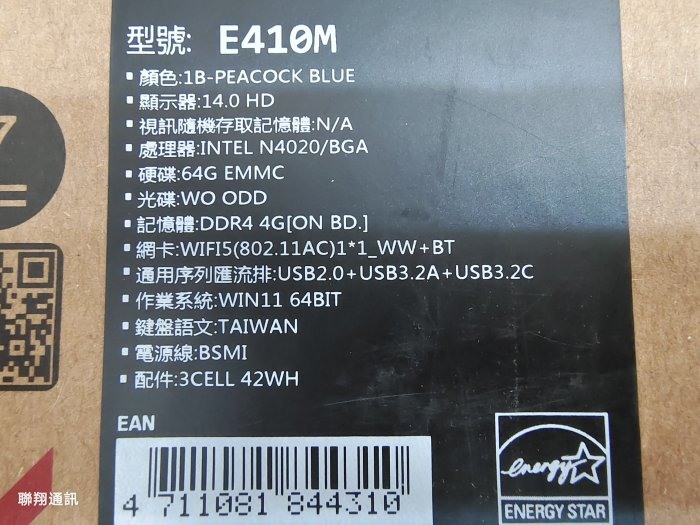 型號: E410M
▪ 顏色:1B-PEACOCK BLUE
▪ 顯示器:14.0 HD
▪ 視訊隨機存取記憶體:N/A
▪ 處理器:INTEL N4020/BGA
▪ 硬碟:64G EMMC
▪ 光碟:WO ODD
▪ 記憶體:DDR4 4G[ON BD.]
▪ 網卡:WIFI5(802.11AC)1*1_WW+BT
▪ 通用序列匯流排:USB2.0+USB3.2A+USB3.2C
▪ 作業系統:WIN11 64BIT
▪ 鍵盤語文:TAIWAN
▪ 電源線:BSMI
▪ 配件:3CELL 42WH
EAN
4 711081 844310
energy
ENERGY STAR
聯翔通訊